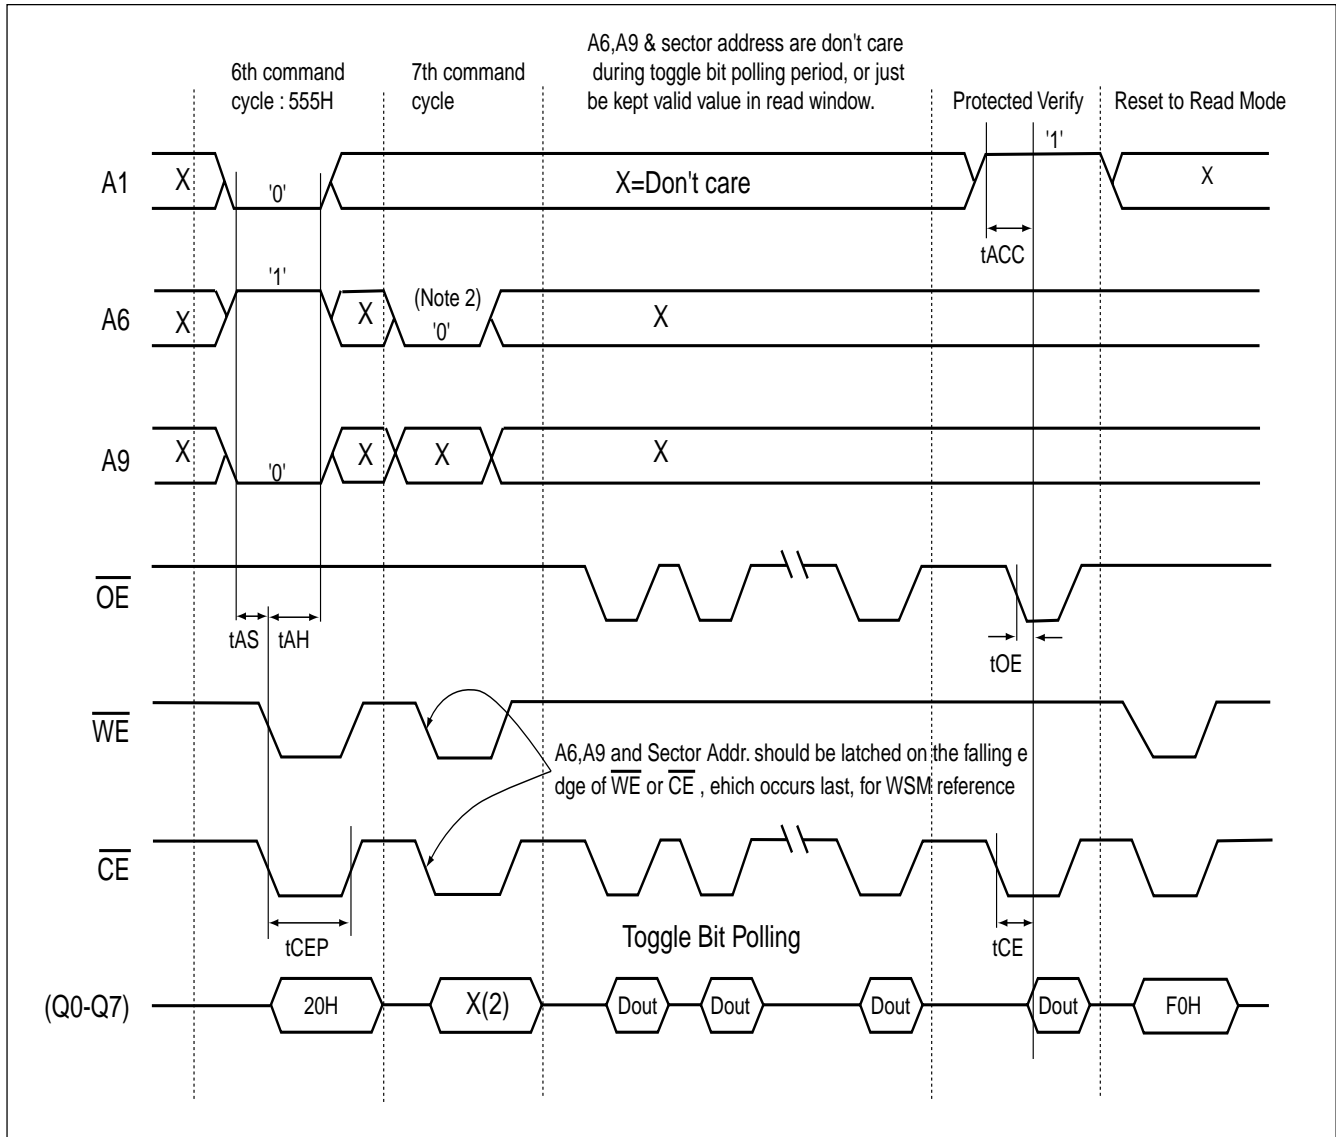 A6,A9 & sector address are don't care
during toggle bit polling period, or just
be kept valid value in read window.
6th command
cycle : 555H
7th command
cycle
Protected Verify
Reset to Read Mode
A1
X
'0'
X=Don't care
'1'
X
tACC
A6
X
'1'
X
(Note 2)
'0'
X
A9
X
'0'
X
X
X
OE
tAS
tAH
tOE
WE
A6,A9 and Sector Addr. should be latched on the falling e
dge of WE or CE , ehich occurs last, for WSM reference
CE
tCEP
Toggle Bit Polling
tCE
(Q0-Q7)
20H
X(2)
Dout
Dout
Dout
Dout
F0H